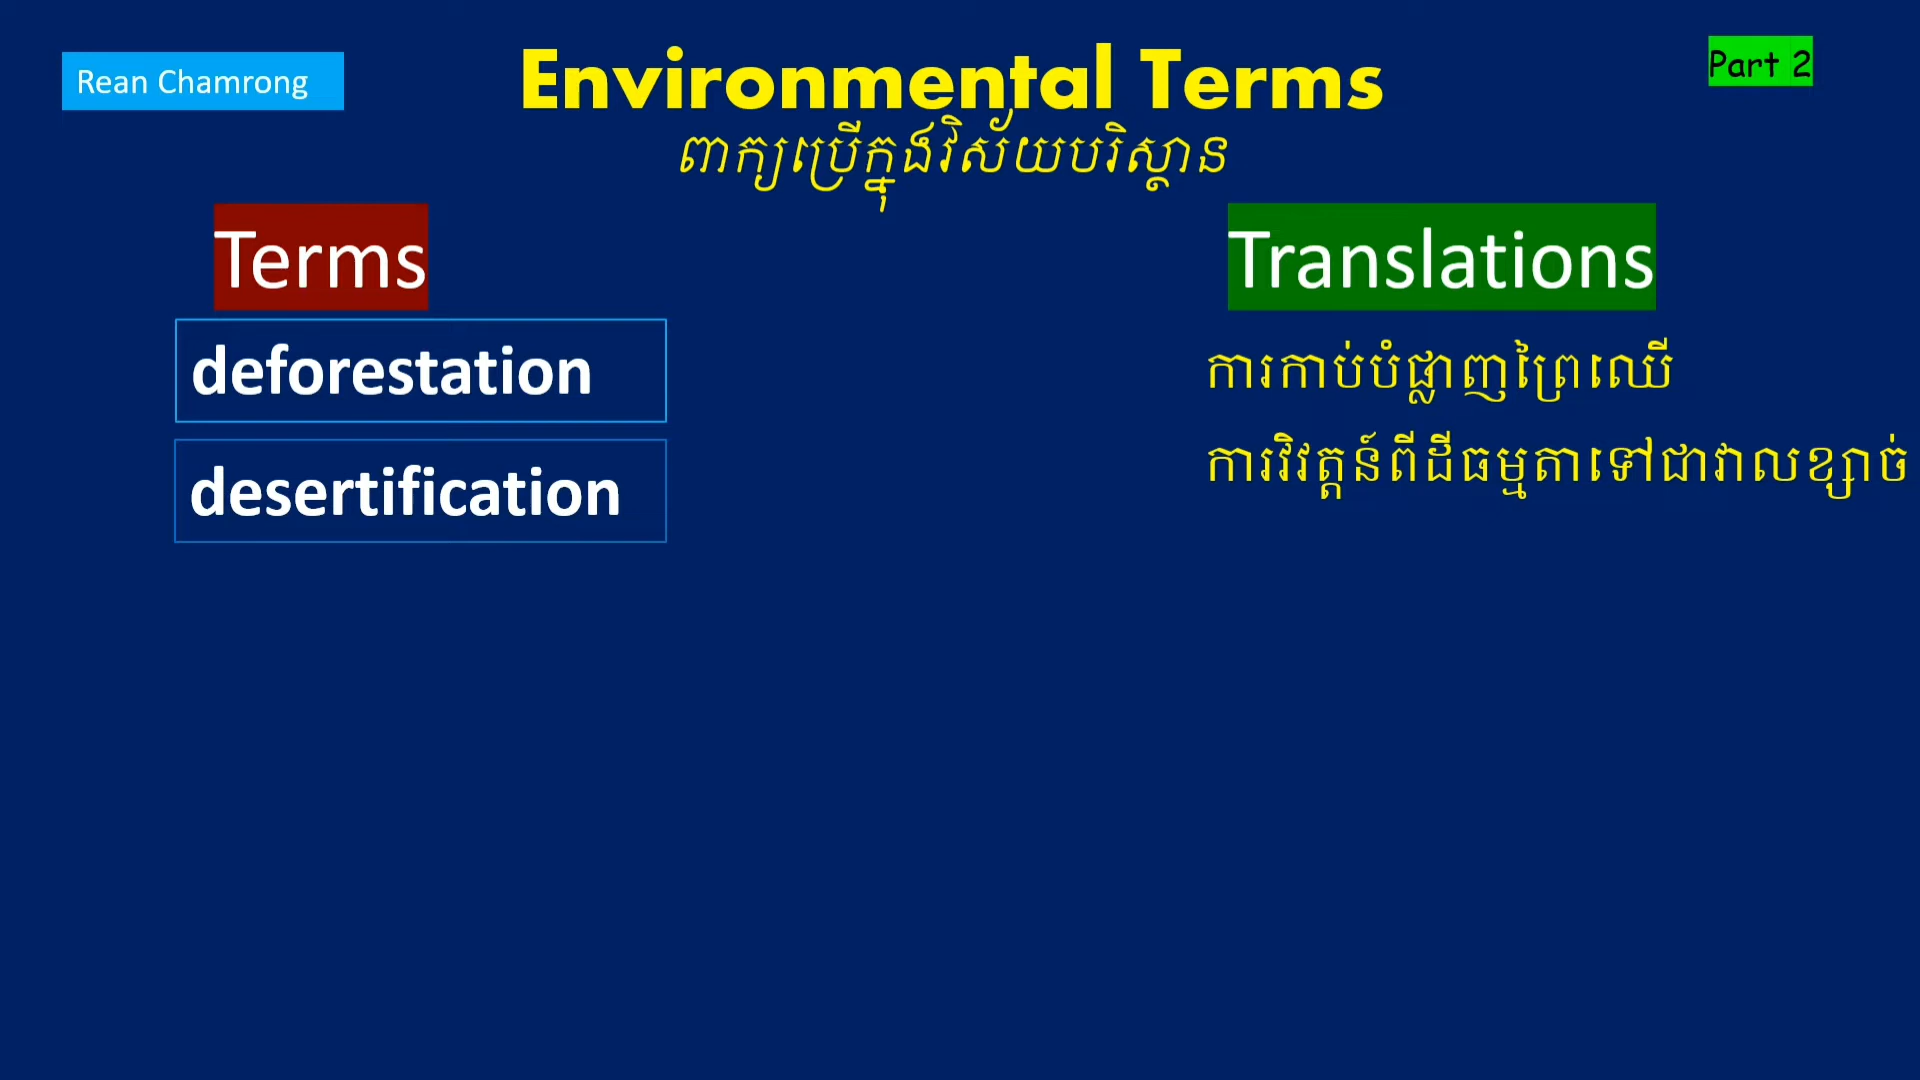 Rean Chamrong
Environmental Terms
Part 2
ពាក្យប្រើក្នុងវិស័យបរិស្ថាន
Terms
Translations
deforestation
ការកាប់បំផ្លាញព្រៃឈើ
desertification
ការវិវត្តន៍ពីដីធម្មតាទៅជាវាលខ្សាច់